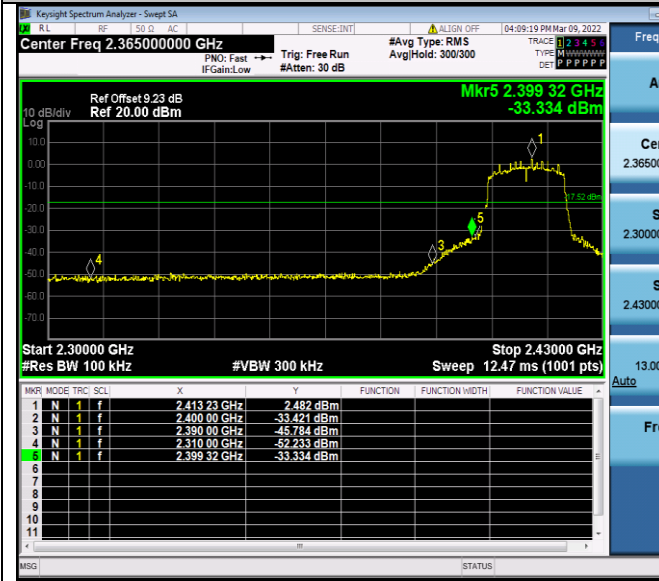 Keysight Spectrum Analyzer - Swept SA
RL RF 50 Ω AC SENSE:INT ALIGN OFF 04:09:19 PM Mar 09, 2022
Center Freq 2.365000000 GHz #Avg Type: RMS TRACE 1 2 3 4 5 6
PNO: Fast Trig: Free Run Avg|Hold: 300/300 TYPE M WWWWW
IFGain:Low #Atten: 30 dB DET P P P P P P
Freq
Ref Offset 9.23 dB Mkr5 2.399 32 GHz
10 dB/div Ref 20.00 dBm -33.334 dBm
Log
10.0
0.00
-10.0
-20.0
-30.0
-40.0
-50.0
-60.0
-70.0
1
17.52 dBm
5
3
4
Start 2.30000 GHz Stop 2.43000 GHz
#Res BW 100 kHz #VBW 300 kHz Sweep 12.47 ms (1001 pts)
MKR MODE TRC SCL X Y FUNCTION FUNCTION WIDTH FUNCTION VALUE
1 N 1 f 2.413 23 GHz 2.482 dBm
2 N 1 f 2.400 00 GHz -33.421 dBm
3 N 1 f 2.390 00 GHz -45.784 dBm
4 N 1 f 2.310 00 GHz -52.233 dBm
5 N 1 f 2.399 32 GHz -33.334 dBm
6
7
8
9
10
11
MSG STATUS
A
Cen
2.36500
S
2.30000
S
2.43000
13.00
Auto
Fre